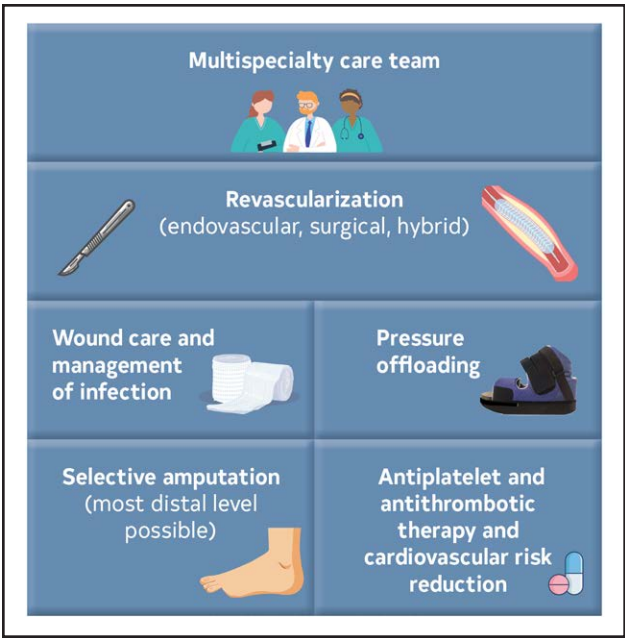 Multispecialty care team
Revascularization
(endovascular, surgical, hybrid)
Wound care and
management
of infection
Pressure
offloading
Selective amputation
(most distal level
possible)
Antiplatelet and
antithrombotic
therapy and
cardiovascular risk
reduction